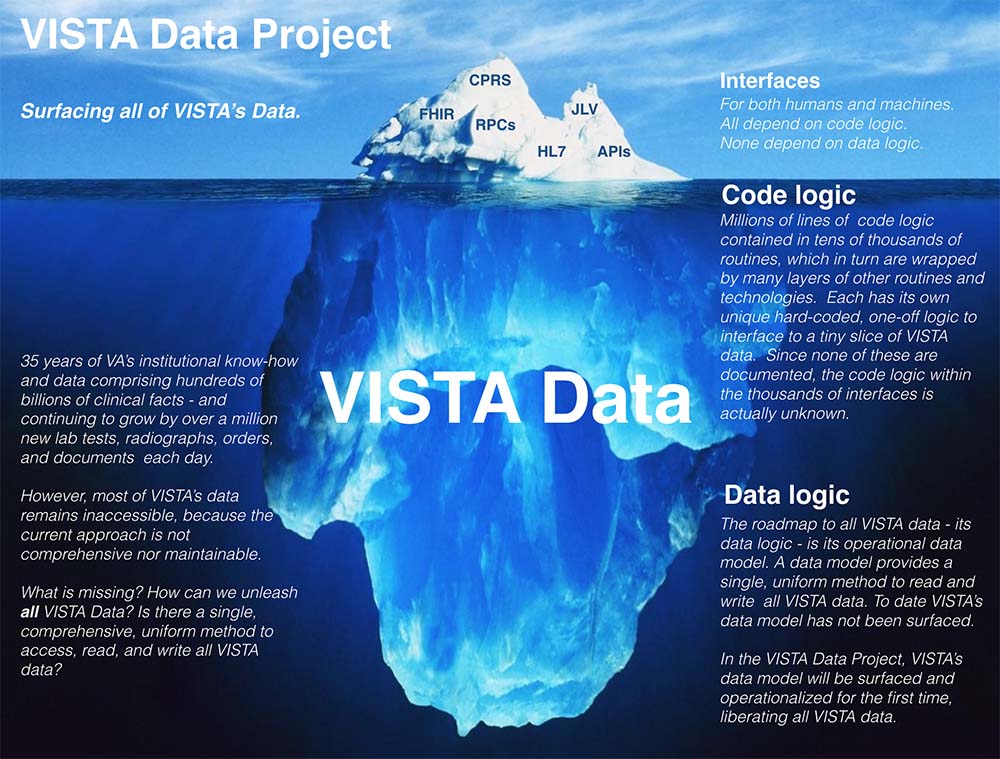 VISTA Data Project
Surfacing all of VISTA's Data.
CPRS
FHIR
RPCs
JLV
HL7
APIs
Interfaces
For both humans and machines.
All depend on code logic.
None depend on data logic.
Code logic
Millions of lines of code logic
contained in tens of thousands of
routines, which in turn are wrapped
by many layers of other routines and
technologies. Each has its own
unique hard-coded, one-off logic to
interface to a tiny slice of VISTA
data. Since none of these are
documented, the code logic within
the thousands of interfaces is
actually unknown.
35 years of VA's institutional know-how
and data comprising hundreds of
billions of clinical facts - and
continuing to grow by over a million
new lab tests, radiographs, orders,
and documents each day.
However, most of VISTA's data
remains inaccessible, because the
current approach is not
comprehensive nor maintainable.
What is missing? How can we unleash
all VISTA Data? Is there a single,
comprehensive, uniform method to
access, read, and write all VISTA
data?
VISTA Data
Data logic
The roadmap to all VISTA data - its
data logic - is its operational data
model. A data model provides a
single, uniform method to read and
write all VISTA data. To date VISTA's
data model has not been surfaced.
In the VISTA Data Project, VISTA's
data model will be surfaced and
operationalized for the first time,
liberating all VISTA data.